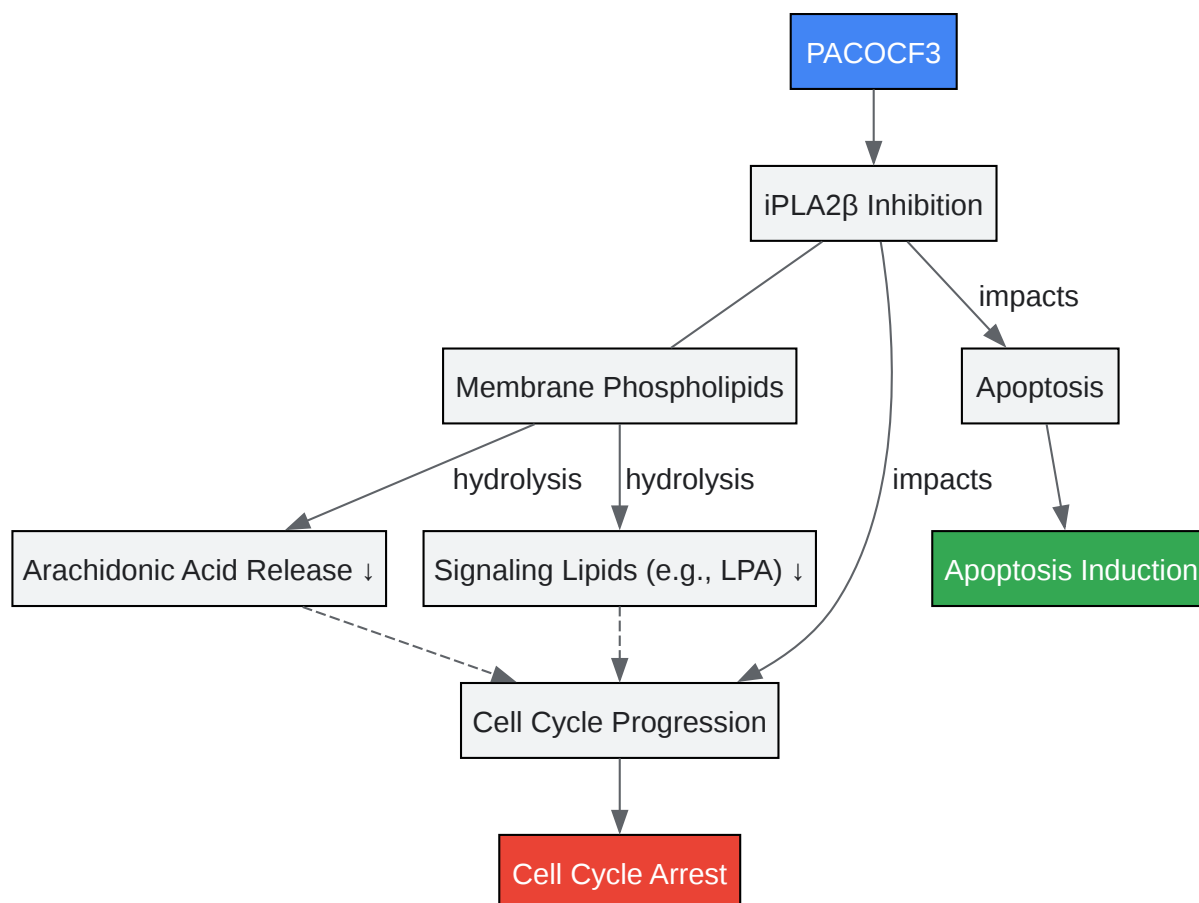 PACOCF3
iPLA2β Inhibition
impacts
Membrane Phospholipids
Apoptosis
hydrolysis
hydrolysis
impacts
Arachidonic Acid Release ↓
Signaling Lipids (e.g., LPA) ↓
Apoptosis Induction
Cell Cycle Progression
Cell Cycle Arrest